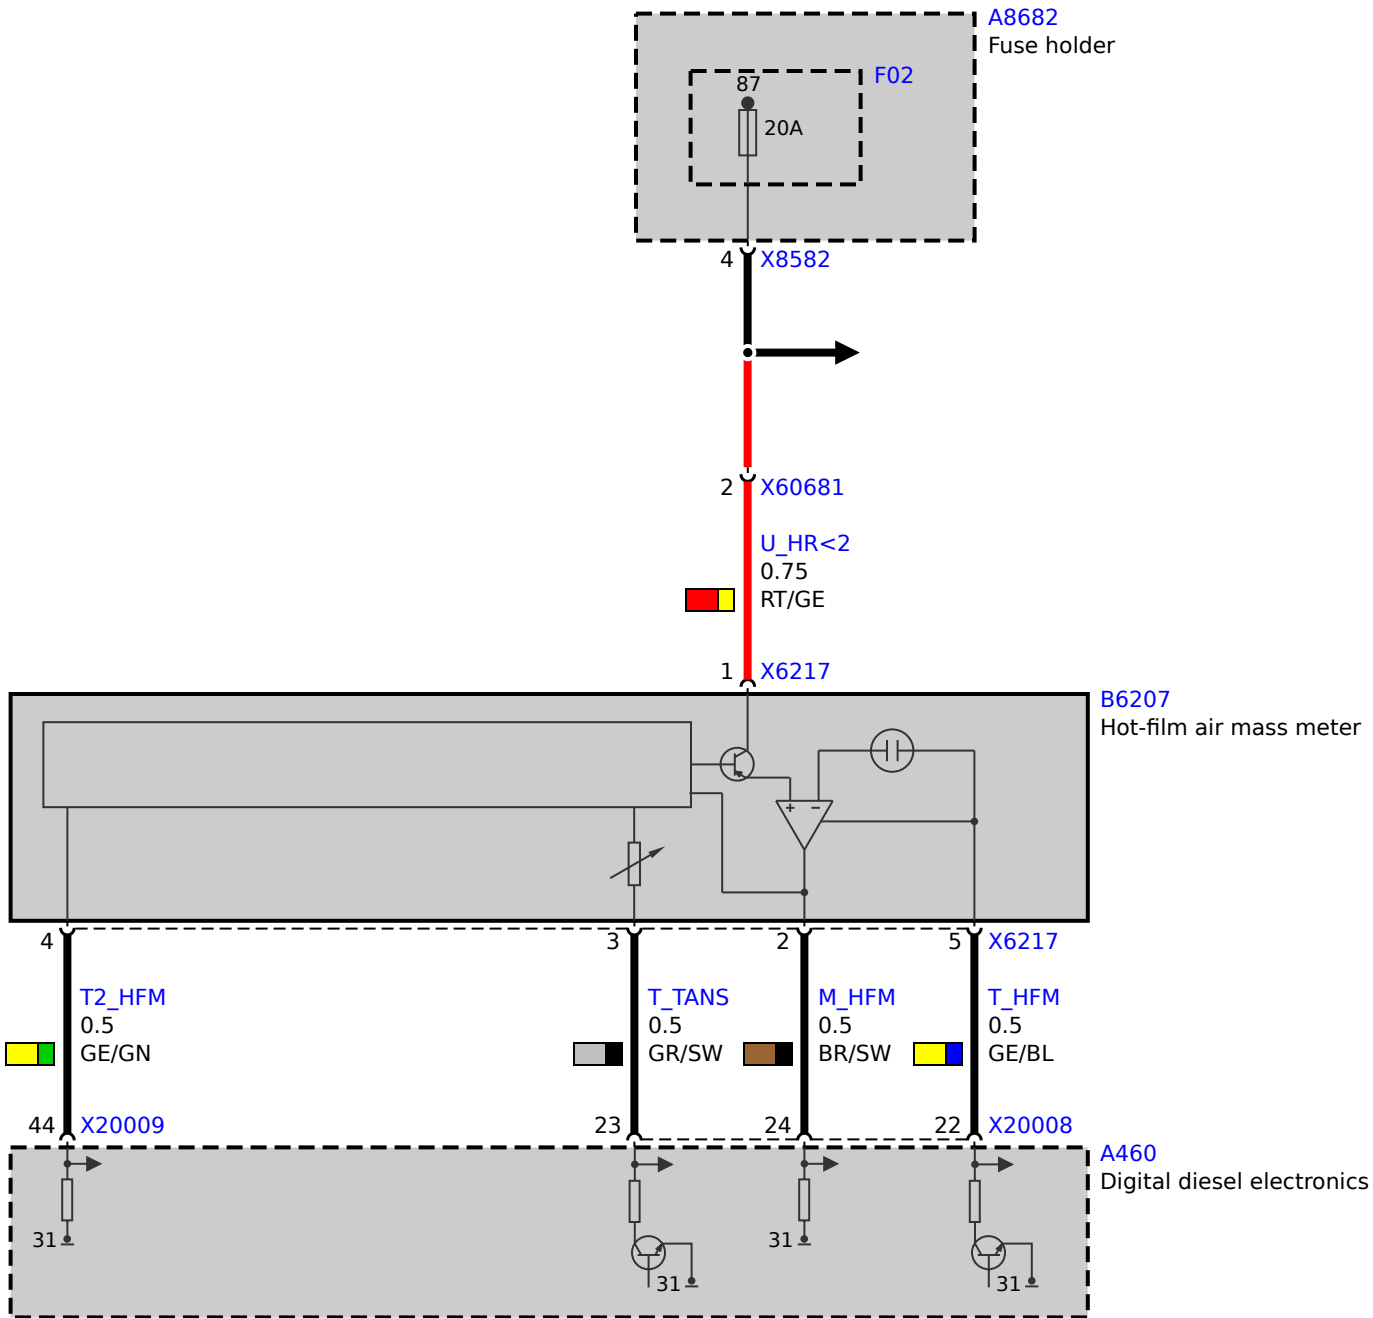 A8682
Fuse holder
F02
87
20A
4 X8582
2 X60681
U_HR<2
0.75
RT/GE
1 X6217
B6207
Hot-film air mass meter
+ −
4 3 2 5 X6217
T2_HFM T_TANS M_HFM T_HFM
0.5 0.5 0.5 0.5
GE/GN GR/SW BR/SW GE/BL
44 X20009 23 24 22 X20008
A460
Digital diesel electronics
31 31
31 31